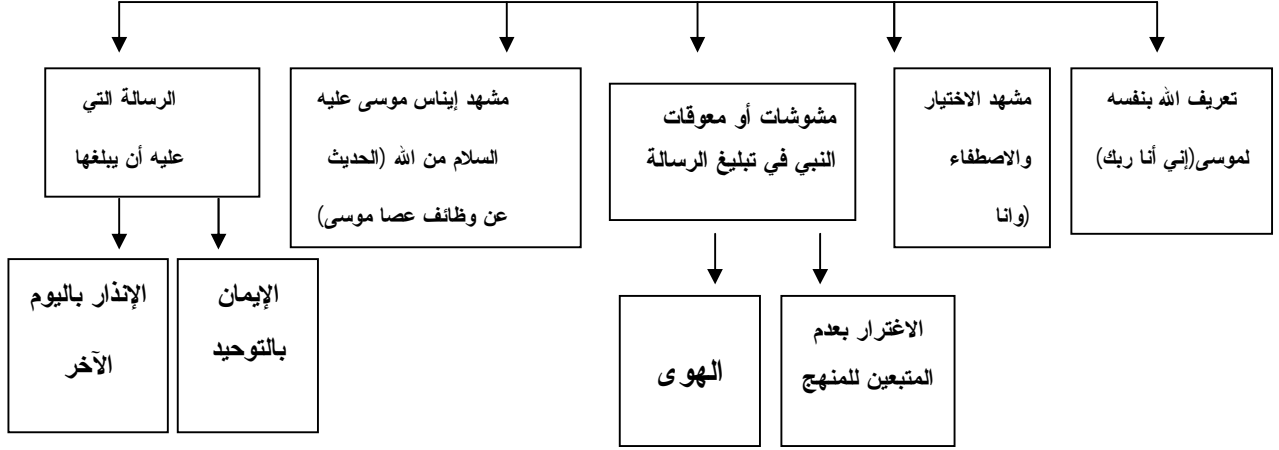 تعريف الله بنفسه
لموسى(إني أنا ربك)
مشهد الاختيار
والاصطفاء
(وانا
مشوشات أو معوقات
النبي في تبليغ الرسالة
مشهد إيناس موسى عليه
السلام من الله (الحديث
عن وظائف عصا موسى)
الرسالة التي
عليه أن يبلغها
الاغترار بعدم
المتبعين للمنهج
الهوى
الإيمان
بالتوحيد
الإنذار باليوم
الآخر